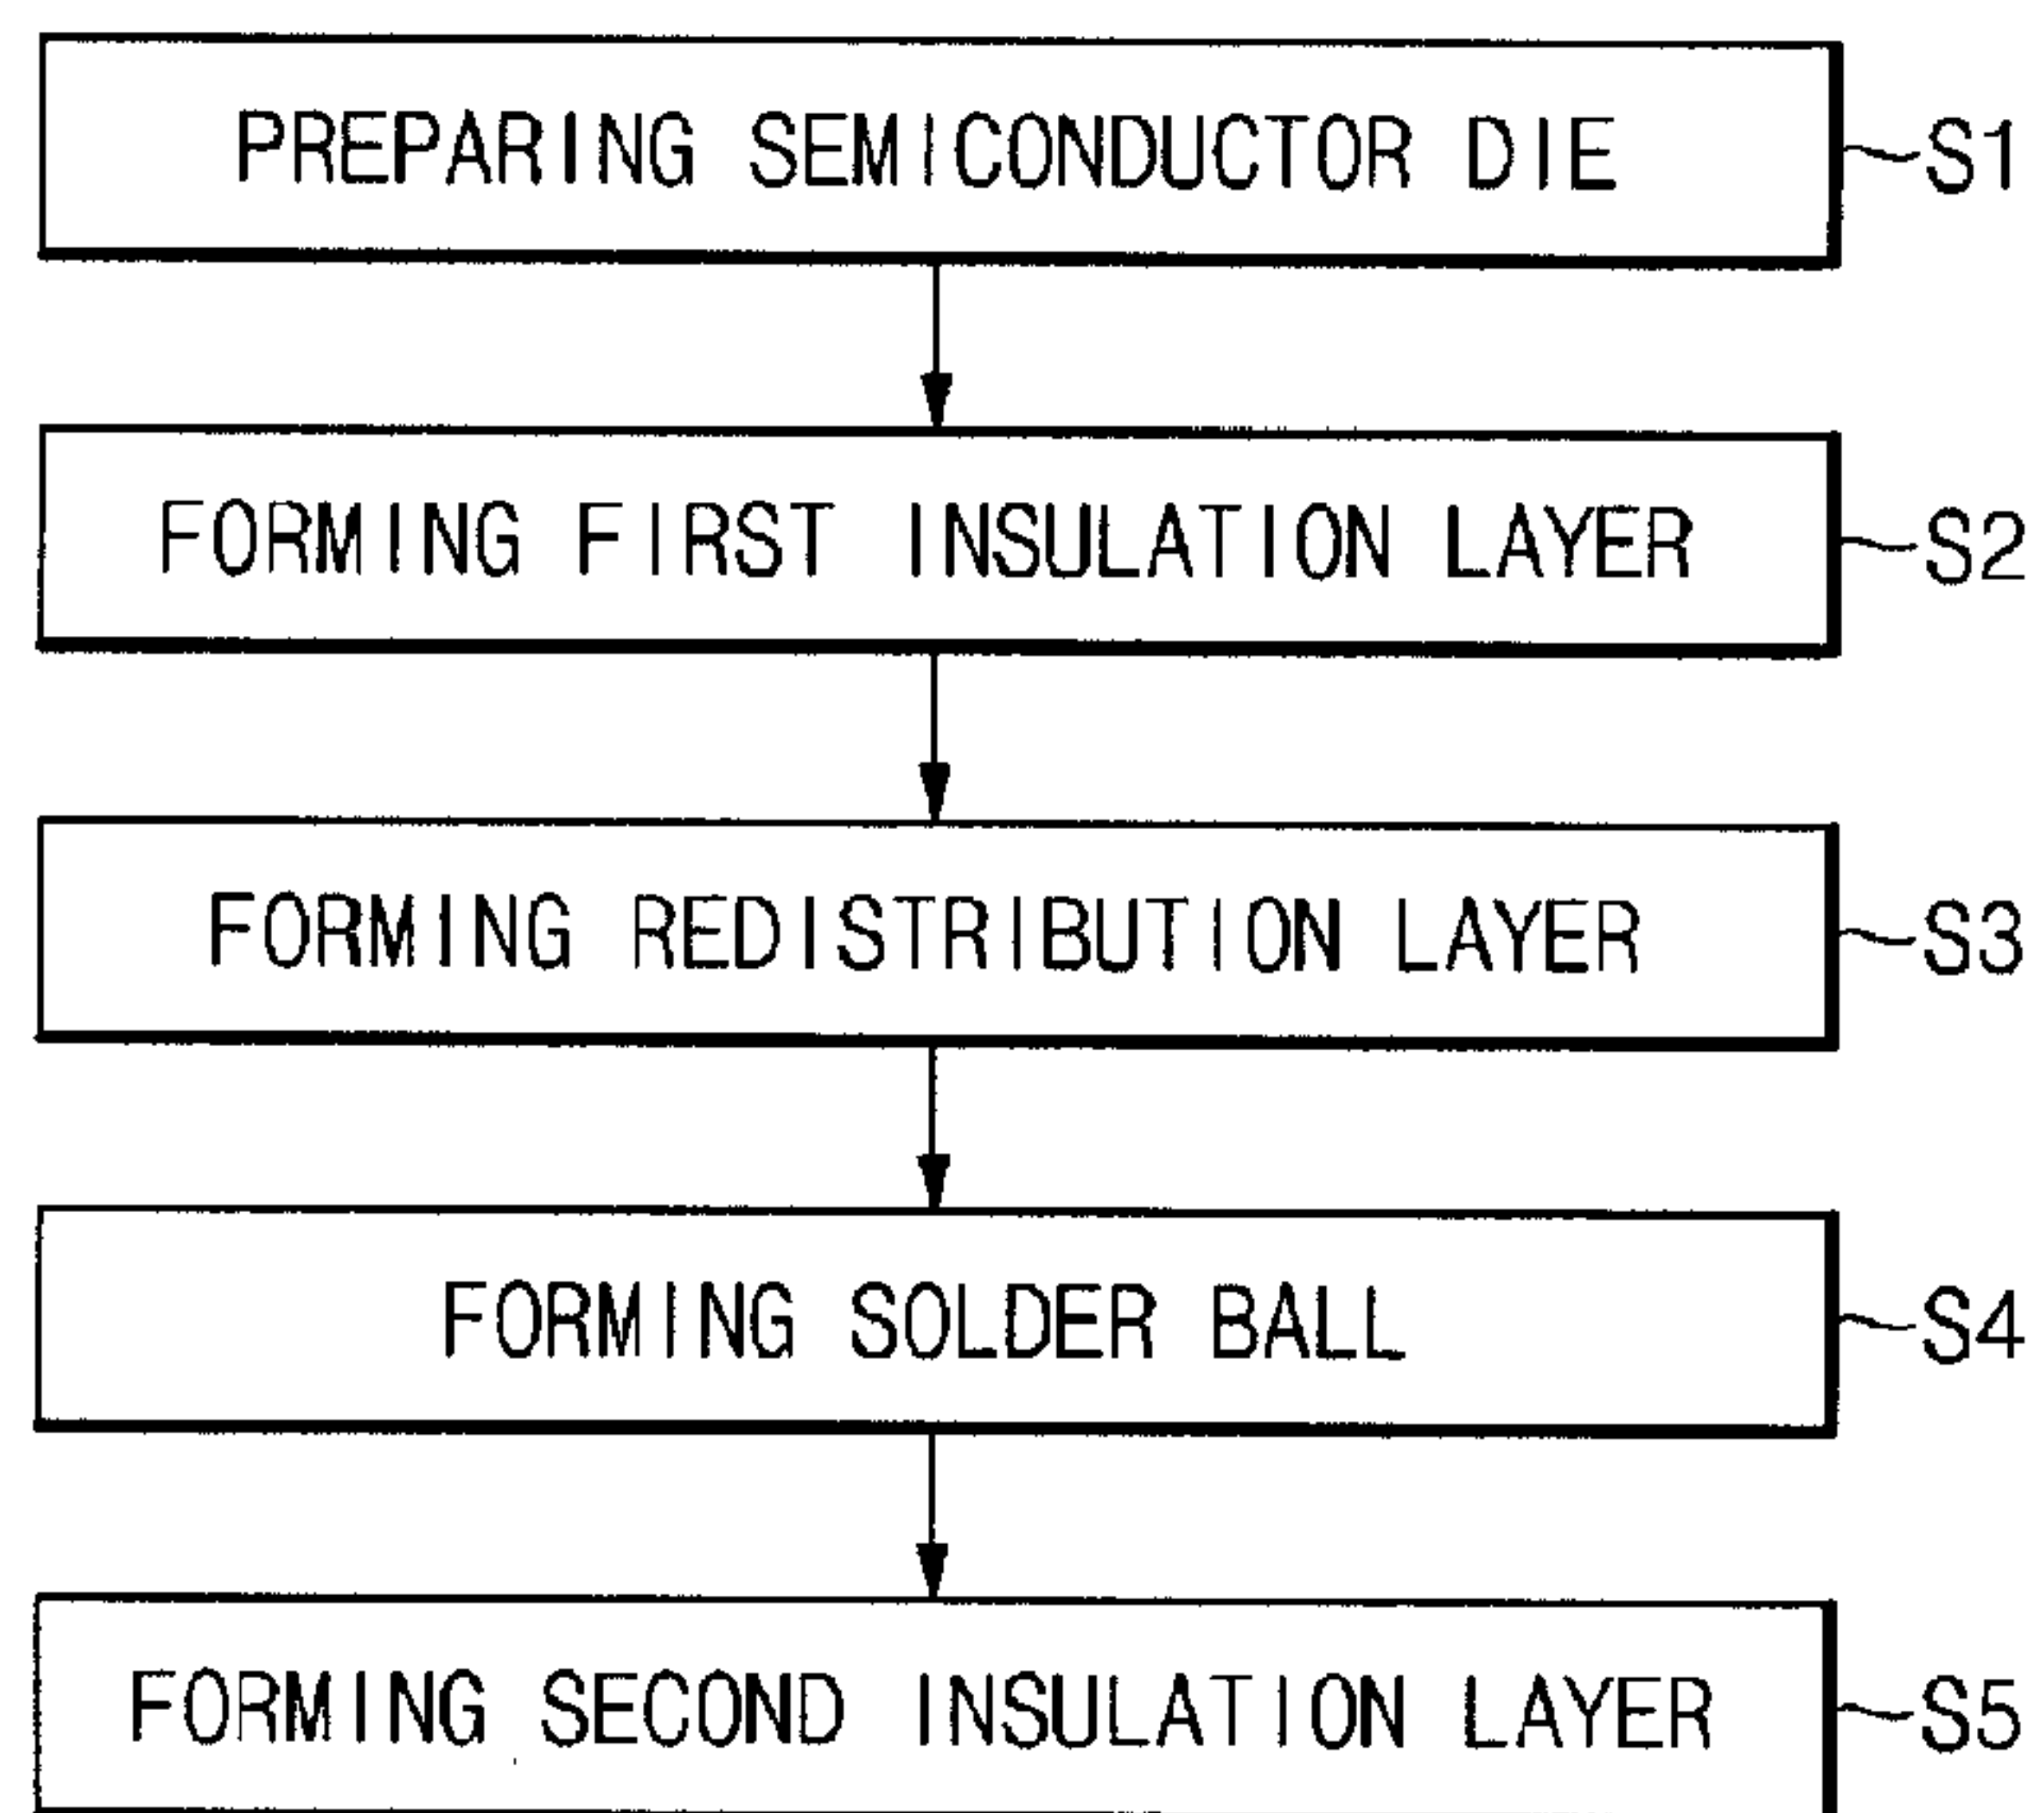 PREPARING SEMICONDUCTOR DIE S1
FORMING FIRST INSULATION LAYER S2
FORMING REDISTRIBUTION LAYER S3
FORMING SOLDER BALL S4
FORMING SECOND INSULATION LAYER S5